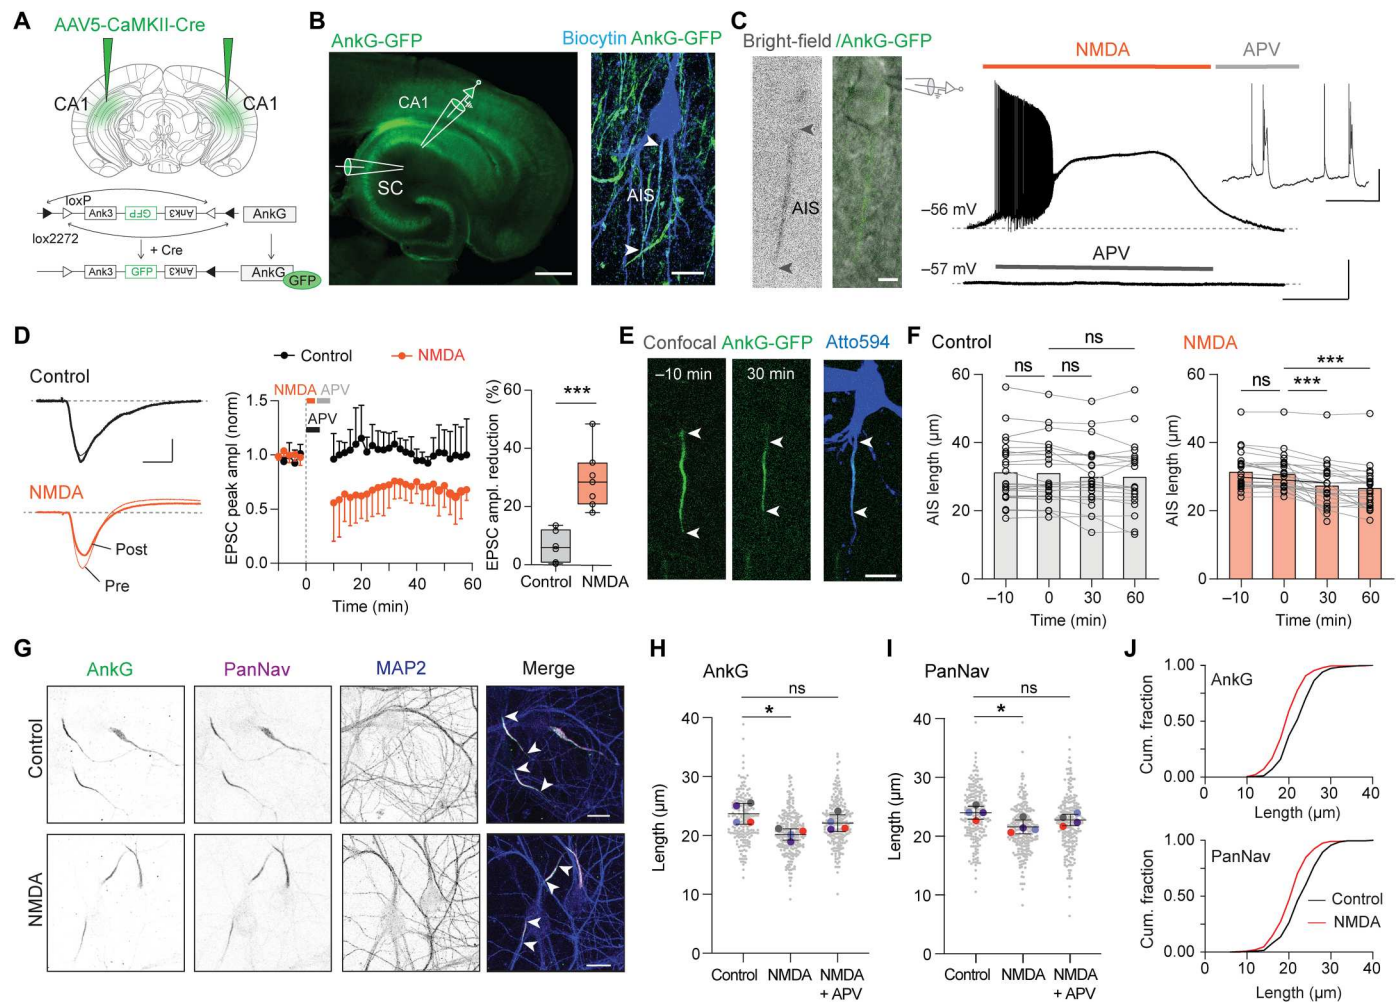 A
AAV5-CaMKII-Cre
CA1
CA1
loxP
Ank3
GFP
Ank3
AnkG
lox2272
+ Cre
Ank3
GFP
Ank3
AnkG
GFP
B
AnkG-GFP
CA1
SC
Biocytin AnkG-GFP
AIS
C
Bright-field /AnkG-GFP
AIS
NMDA
APV
–56 mV
APV
–57 mV
D
Control
NMDA
Post
Pre
Control
NMDA
NMDA
APV
APV
EPSC peak ampl (norm)
1.5
1.0
0.5
0.0
0
20
40
60
Time (min)
EPSC ampl. reduction (%)
60
40
20
0
***
Control
NMDA
E
Confocal AnkG-GFP
Atto594
–10 min
30 min
F
Control
ns
ns
ns
AIS length (µm)
60
40
20
0
–10
0
30
60
Time (min)
NMDA
***
ns
***
AIS length (µm)
60
40
20
0
–10
0
30
60
Time (min)
G
AnkG
PanNav
MAP2
Merge
Control
NMDA
H
AnkG
ns
*
Length (µm)
40
30
20
10
0
Control
NMDA
NMDA
+ APV
I
PanNav
ns
*
Length (µm)
40
30
20
10
0
Control
NMDA
NMDA
+ APV
J
AnkG
Cum. fraction
1.00
0.50
0.00
0
10
20
30
40
Length (µm)
PanNav
Cum. fraction
1.00
0.50
0.00
Control
NMDA
0
10
20
30
40
Length (µm)